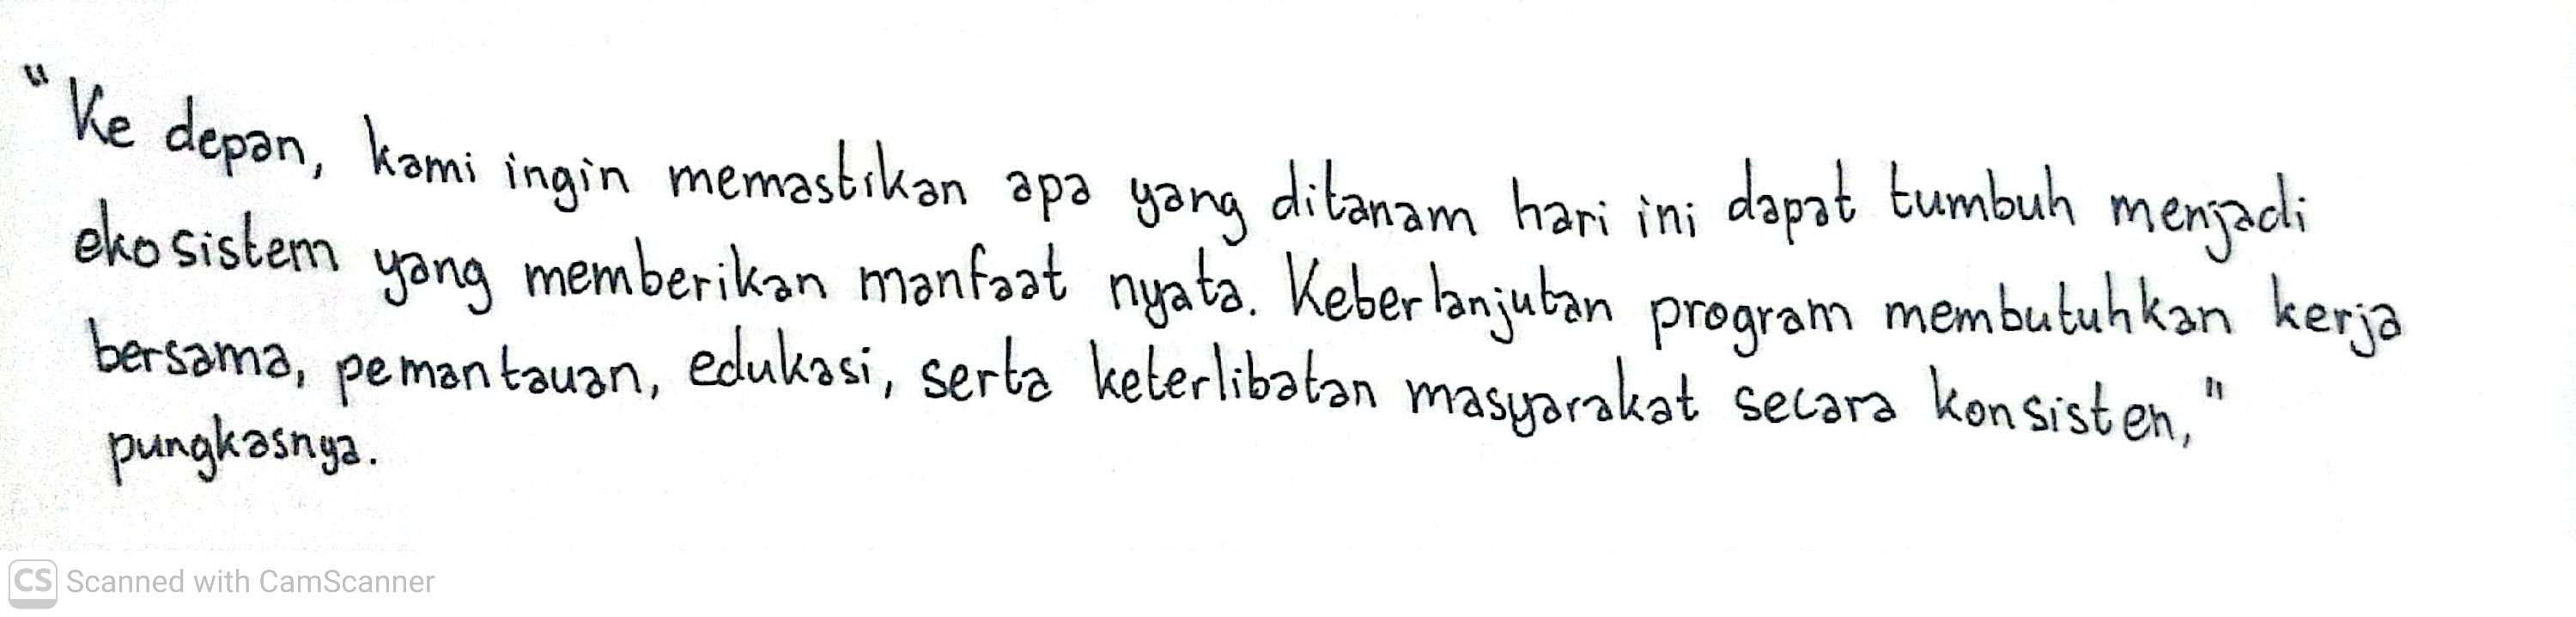 "Ke depan, kami ingin memastikan apa yang ditanam hari ini dapat tumbuh menjadi
ekosistem yang memberikan manfaat nyata. Keberlanjutan program membutuhkan kerja
bersama, pemantauan, edukasi, serta keterlibatan masyarakat secara konsisten,"
pungkasnya.
CS Scanned with CamScanner